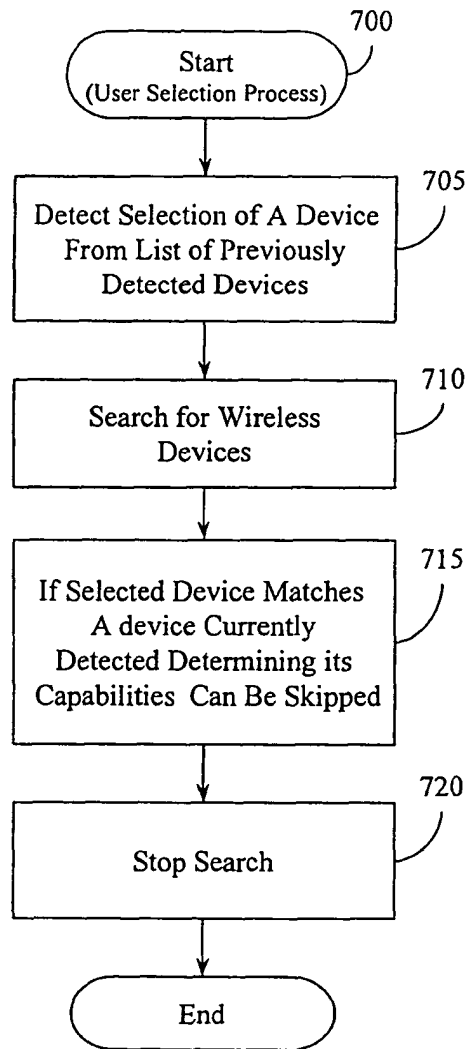 700
Start
(User Selection Process)
705
Detect Selection of A Device
From List of Previously
Detected Devices
710
Search for Wireless
Devices
715
If Selected Device Matches
A device Currently
Detected Determining its
Capabilities Can Be Skipped
720
Stop Search
End